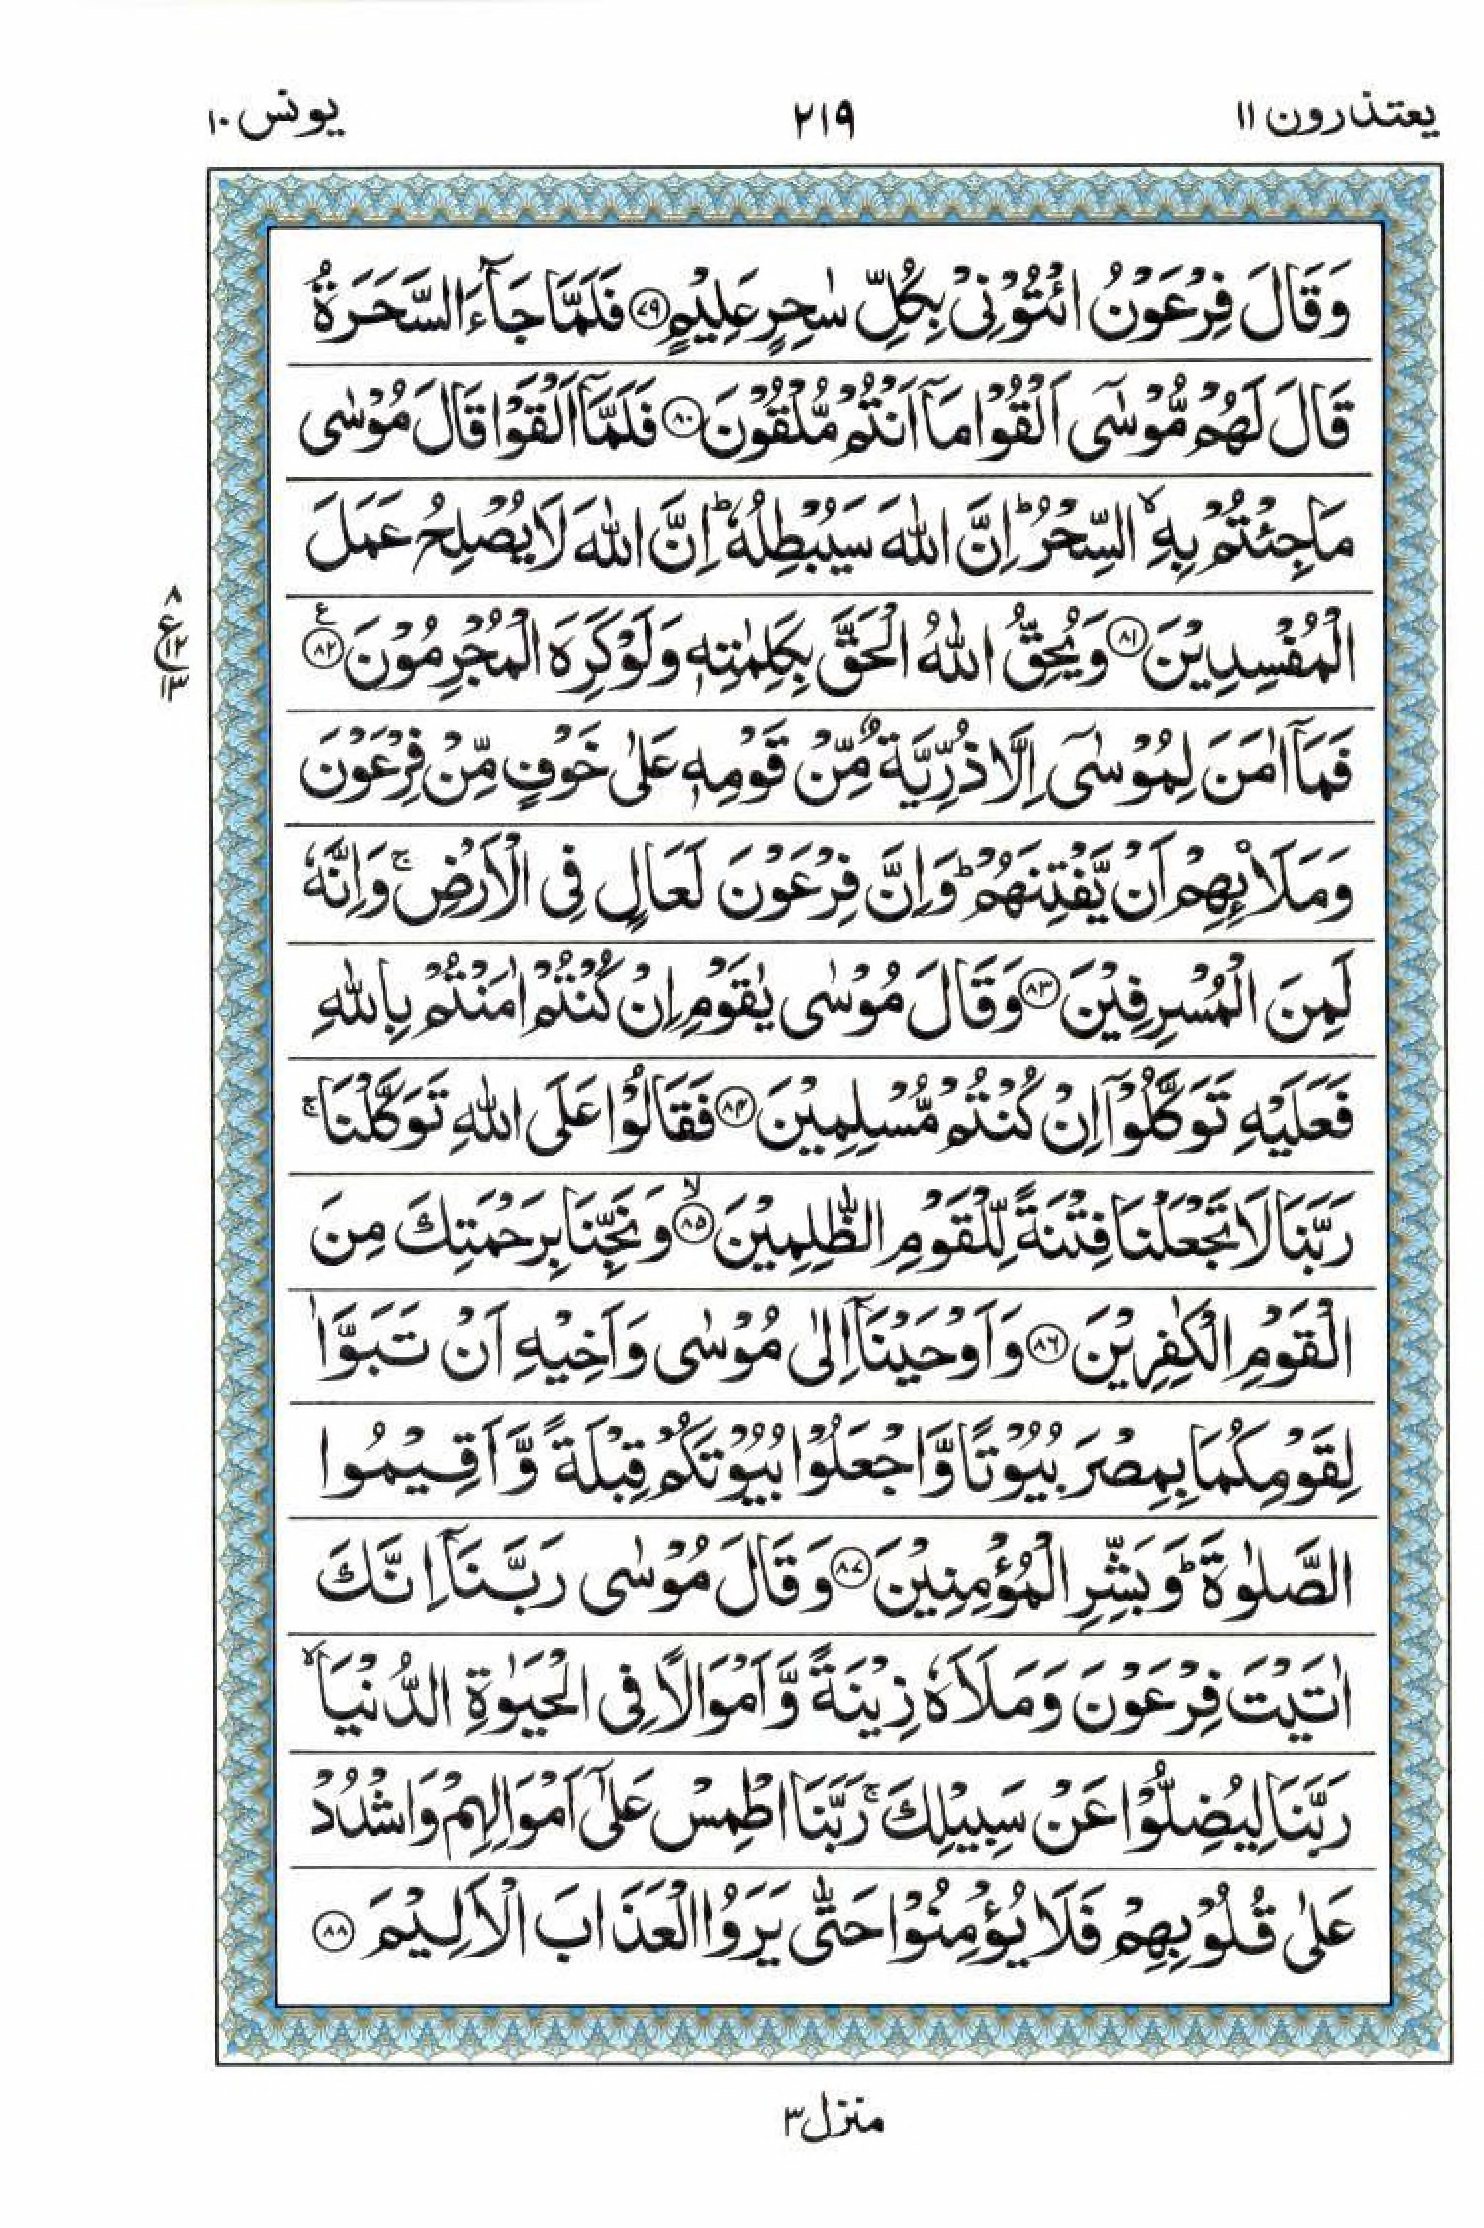 يعتذرون ١١
٢١٩
يونس ١٠
وَقَالَ فِرْعَوْنُ ائْتُوْنِىْ بِكُلِّ سٰحِرٍ عَلِيْمٍ ﴿۷۹﴾ فَلَمَّا جَآءَ السَّحَرَةُ
قَالَ لَهُمْ مُّوْسٰۤى اَلْقُوْا مَاۤ اَنْتُمْ مُّلْقُوْنَ ﴿۸۰﴾ فَلَمَّاۤ اَلْقَوْا قَالَ مُوْسٰى
مَا جِئْتُمْ بِهِ ۙ السِّحْرُ ؕ اِنَّ اللّٰهَ سَيُبْطِلُهٗ ؕ اِنَّ اللّٰهَ لَا يُصْلِحُ عَمَلَ
الْمُفْسِدِيْنَ ﴿۸۱﴾ وَيُحِقُّ اللّٰهُ الْحَقَّ بِكَلِمٰتِهٖ وَلَوْ كَرِهَ الْمُجْرِمُوْنَ ﴿۸۲﴾ ع
٨
ع ١٢
١٣
فَمَاۤ اٰمَنَ لِمُوْسٰۤى اِلَّا ذُرِّيَّةٌ مِّنْ قَوْمِهٖ عَلٰى خَوْفٍ مِّنْ فِرْعَوْنَ
وَمَلَا۟ئِهِمْ اَنْ يَّفْتِنَهُمْ ؕ وَاِنَّ فِرْعَوْنَ لَعَالٍ فِى الْاَرْضِ ۚ وَاِنَّهٗ
لَمِنَ الْمُسْرِفِيْنَ ﴿۸۳﴾ وَقَالَ مُوْسٰى يٰقَوْمِ اِنْ كُنْتُمْ اٰمَنْتُمْ بِاللّٰهِ
فَعَلَيْهِ تَوَكَّلُوْۤا اِنْ كُنْتُمْ مُّسْلِمِيْنَ ﴿۸۴﴾ فَقَالُوْا عَلَى اللّٰهِ تَوَكَّلْنَا ۚ
رَبَّنَا لَا تَجْعَلْنَا فِتْنَةً لِّلْقَوْمِ الظّٰلِمِيْنَ ۙ﴿۸۵﴾ وَنَجِّنَا بِرَحْمَتِكَ مِنَ
الْقَوْمِ الْكٰفِرِيْنَ ﴿۸۶﴾ وَاَوْحَيْنَاۤ اِلٰى مُوْسٰى وَاَخِيْهِ اَنْ تَبَوَّاٰ
لِقَوْمِكُمَا بِمِصْرَ بُيُوْتًا وَّاجْعَلُوْا بُيُوْتَكُمْ قِبْلَةً وَّاَقِيْمُوا
الصَّلٰوةَ ؕ وَبَشِّرِ الْمُؤْمِنِيْنَ ﴿۸۷﴾ وَقَالَ مُوْسٰى رَبَّنَاۤ اِنَّكَ
اٰتَيْتَ فِرْعَوْنَ وَمَلَاَهٗ زِيْنَةً وَّاَمْوَالًا فِى الْحَيٰوةِ الدُّنْيَا ۙ
رَبَّنَا لِيُضِلُّوْا عَنْ سَبِيْلِكَ ۚ رَبَّنَا اطْمِسْ عَلٰٓى اَمْوَالِهِمْ وَاشْدُدْ
عَلٰى قُلُوْبِهِمْ فَلَا يُؤْمِنُوْا حَتّٰى يَرَوُا الْعَذَابَ الْاَلِيْمَ ﴿۸۸﴾
منزل ٣